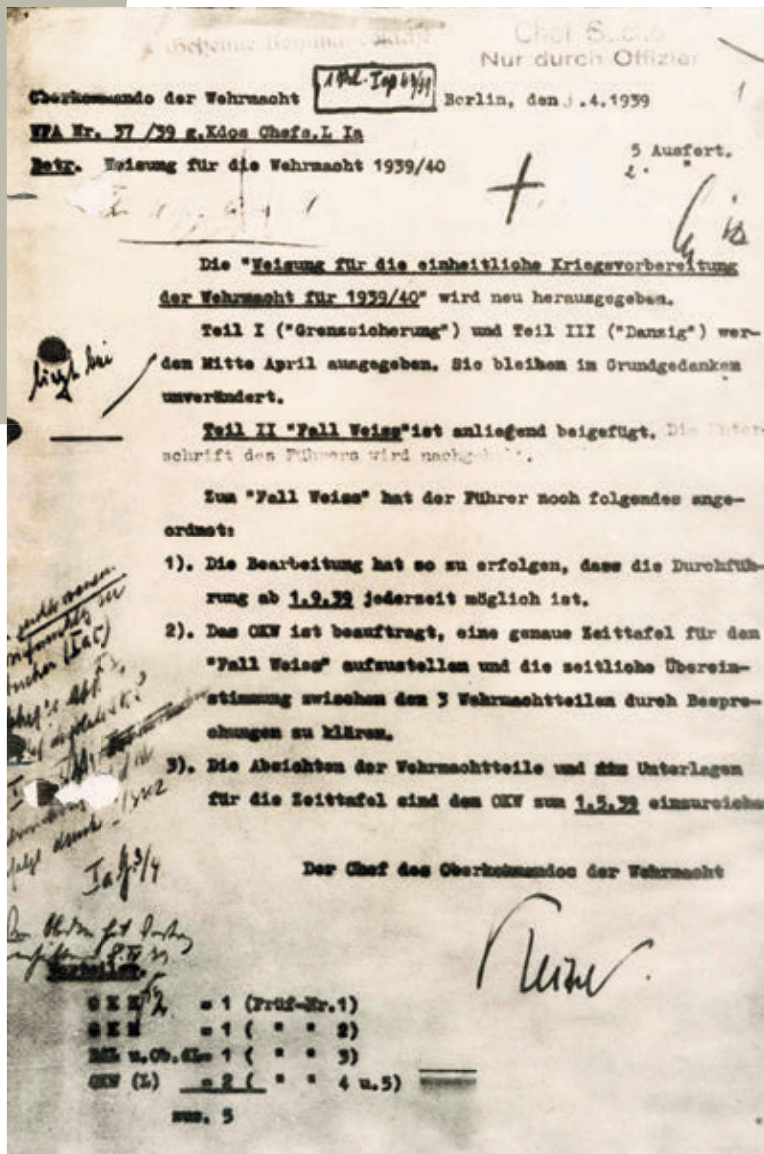 Geheime Kommandosache
Chef Sache
Nur durch Offizier
Oberkommando der Wehrmacht
Berlin, den .4.1939
WFA Nr. 37 /39 g.Kdos Chefs.L Ia
5 Ausfert.
2. "
Betr. Weisung für die Wehrmacht 1939/40
Die "Weisung für die einheitliche Kriegsvorbereitung
der Wehrmacht für 1939/40" wird neu herausgegeben.
Teil I ("Grenzsicherung") und Teil III ("Danzig") wer-
den Mitte April ausgegeben. Sie bleiben im Grundgedanken
unverändert.
liegt bei
Teil II "Fall Weiss" ist anliegend beigefügt. Die Unter-
schrift des Führers wird nachgeholt.
Zum "Fall Weiss" hat der Führer noch folgendes ange-
ordnet:
1). Die Bearbeitung hat so zu erfolgen, dass die Durchfüh-
rung ab 1.9.39 jederzeit möglich ist.
2). Das OKW ist beauftragt, eine genaue Zeittafel für den
"Fall Weiss" aufzustellen und die zeitliche Überein-
stimmung zwischen den 3 Wehrmachtteilen durch Bespre-
chungen zu klären.
3). Die Absichten der Wehrmachtteile und Unterlagen
für die Zeittafel sind dem OKW zum 1.5.39 einzureichen
Der Chef des Oberkommandos der Wehrmacht
Keitel.
Verteiler.
OKH = 1 (Prüf-Nr.1)
OKM = 1 ( " " 2)
RdL u.Ob.dL= 1 ( " " 3)
OKW (L) = 2 ( " " 4 u.5)
zus. 5